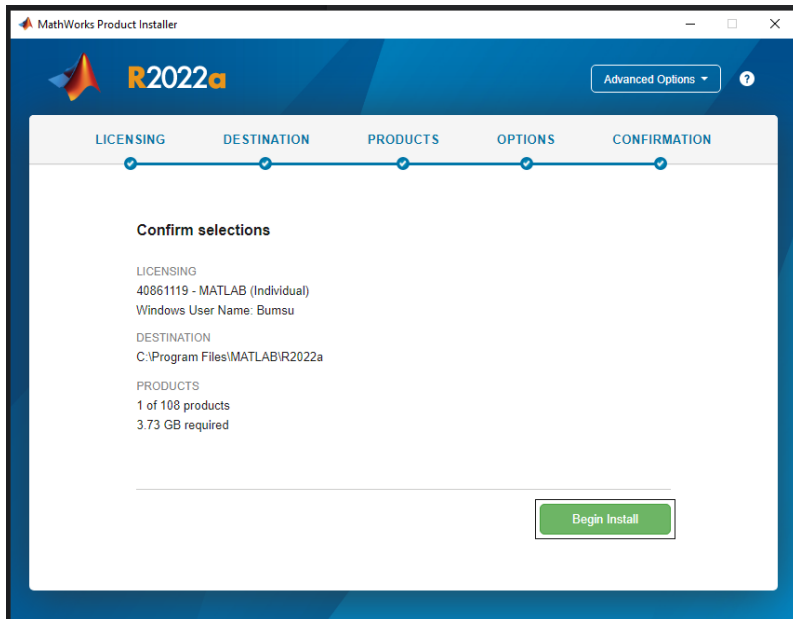 MathWorks Product Installer
R2022a
Advanced Options
?
LICENSING DESTINATION PRODUCTS OPTIONS CONFIRMATION
Confirm selections
LICENSING
40861119 - MATLAB (Individual)
Windows User Name: Bumsu
DESTINATION
C:\Program Files\MATLAB\R2022a
PRODUCTS
1 of 108 products
3.73 GB required
Begin Install